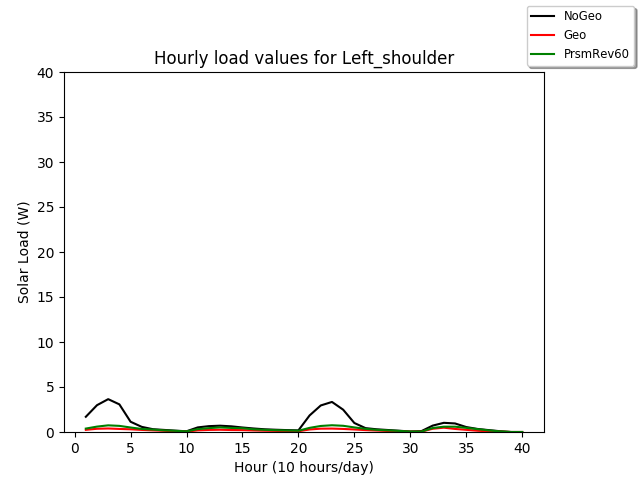 NoGeo
Geo
PrsmRev60
Hourly load values for Left_shoulder
40
35
30
25
20
15
10
5
0
Solar Load (W)
0 5 10 15 20 25 30 35 40
Hour (10 hours/day)